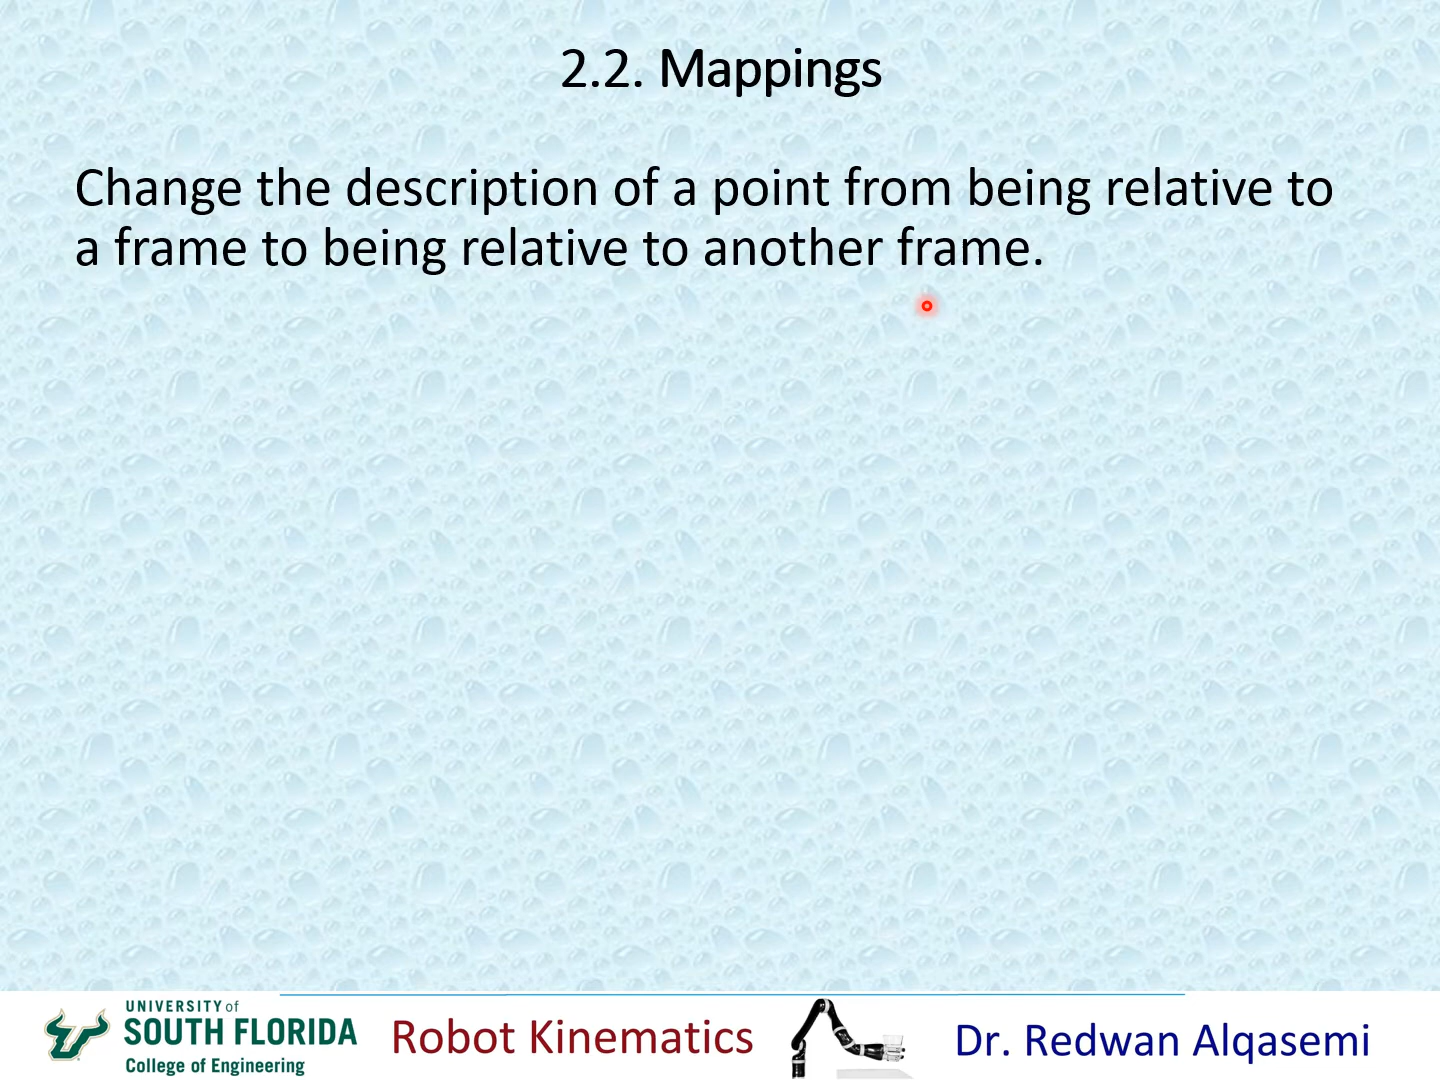 2.2. Mappings
Change the description of a point from being relative to
a frame to being relative to another frame.
UNIVERSITY of
SOUTH FLORIDA
College of Engineering
Robot Kinematics
Dr. Redwan Alqasemi